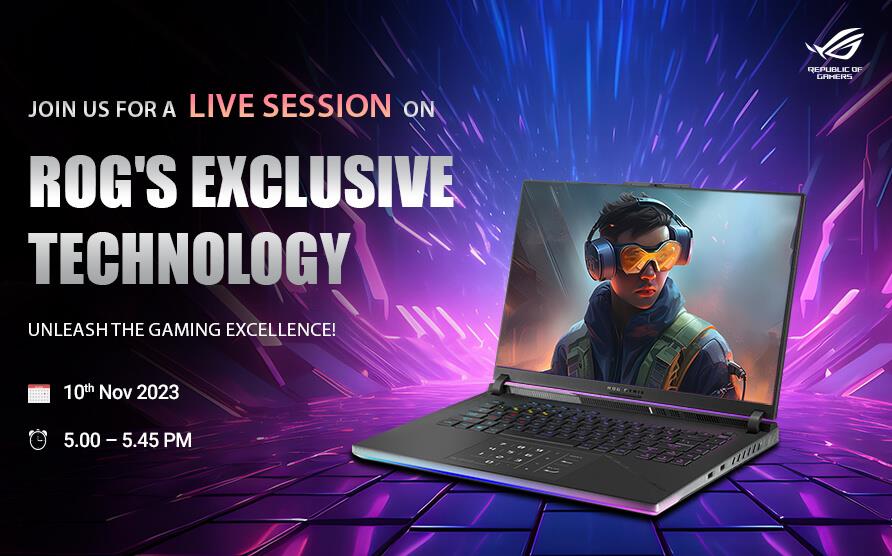 REPUBLIC OF
GAMERS
JOIN US FOR A LIVE SESSION ON
ROG'S EXCLUSIVE
TECHNOLOGY
UNLEASH THE GAMING EXCELLENCE!
10th Nov 2023
5.00 – 5.45 PM